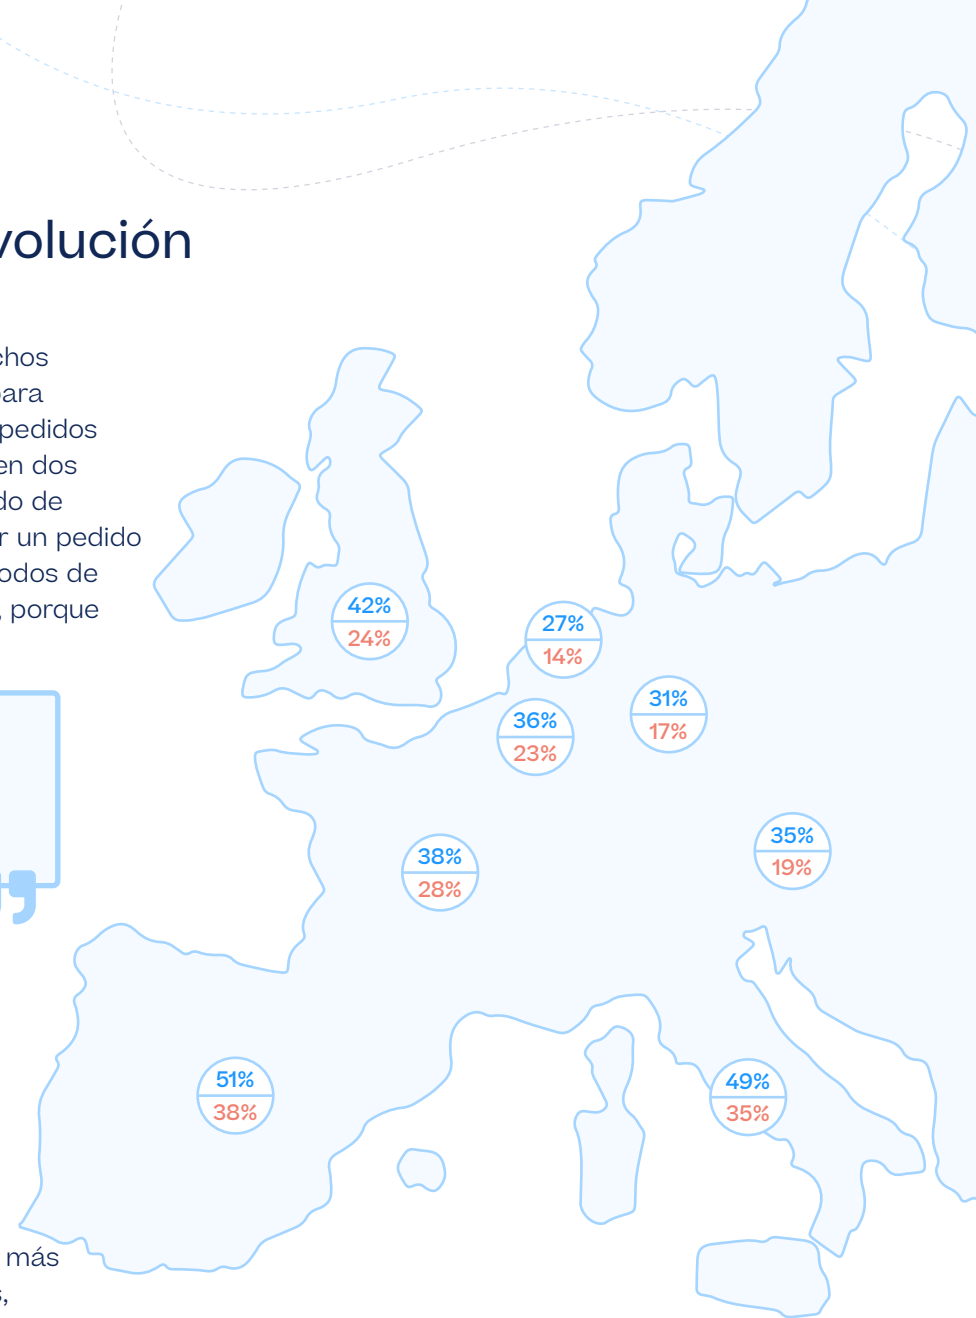 volución
chos
para
pedidos
en dos
do de
r un pedido
odos de
, porque
”
más
s,
42%
24%
27%
14%
36%
23%
31%
17%
38%
28%
35%
19%
51%
38%
49%
35%